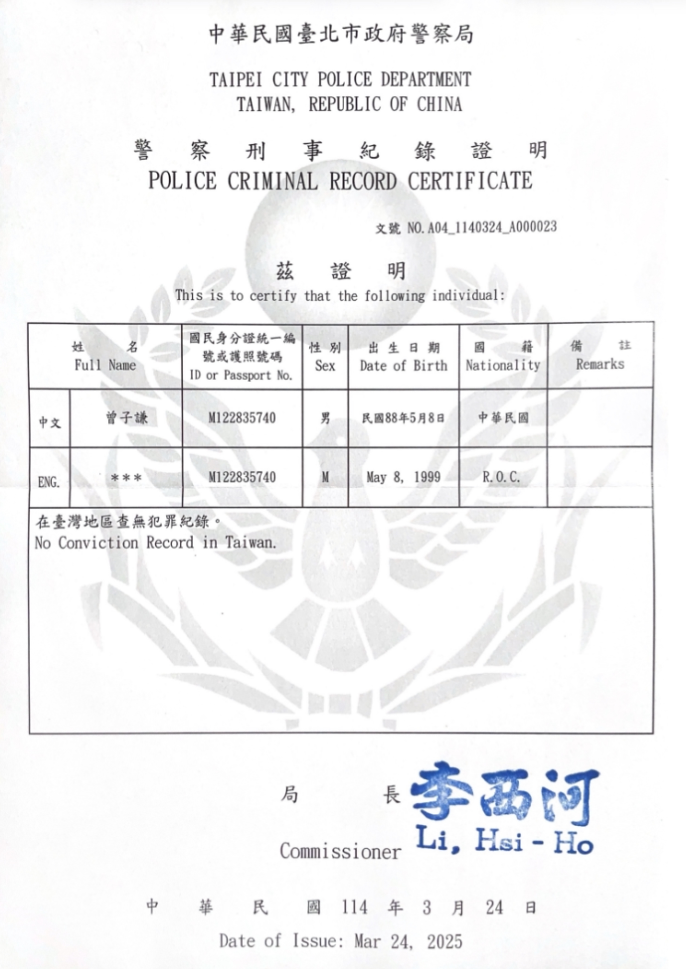 中華民國臺北市政府警察局
TAIPEI CITY POLICE DEPARTMENT
TAIWAN, REPUBLIC OF CHINA
警察刑事紀錄證明
POLICE CRIMINAL RECORD CERTIFICATE
文號 NO. A04_1140324_A000023
茲證明
This is to certify that the following individual:
姓名 國民身分證統一編號或護照號碼 性別 出生日期 國籍 備註
Full Name ID or Passport No. Sex Date of Birth Nationality Remarks
中文 曾子謙 M122835740 男 民國88年5月8日 中華民國
ENG. *** M122835740 M May 8, 1999 R.O.C.
在臺灣地區查無犯罪紀錄。
No Conviction Record in Taiwan.
局長 李西河
Commissioner Li, Hsi-Ho
中華民國 114 年 3 月 24 日
Date of Issue: Mar 24, 2025